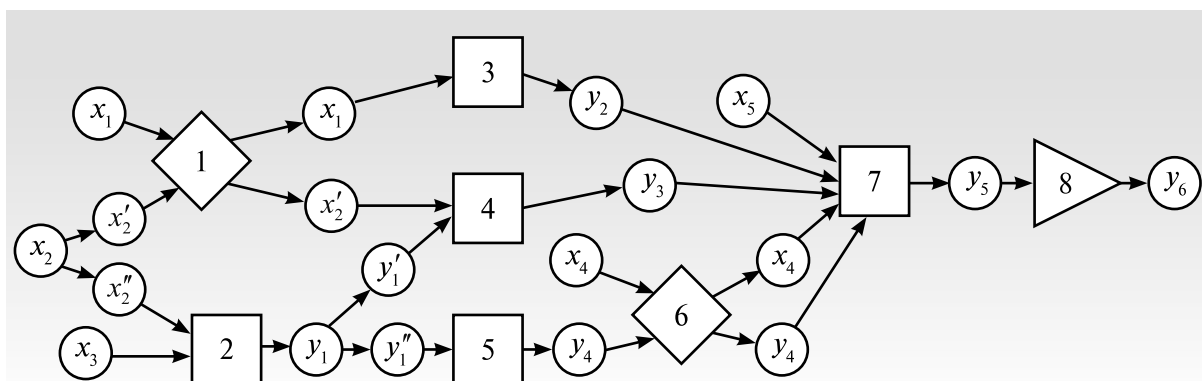 3
x₁
x₁
y₂
x₅
1
7
y₅
8
y₆
x₂′
x₂′
4
y₃
x₂
y₁′
x₄
x₄
x₂″
6
x₃
2
y₁
y₁″
5
y₄
y₄